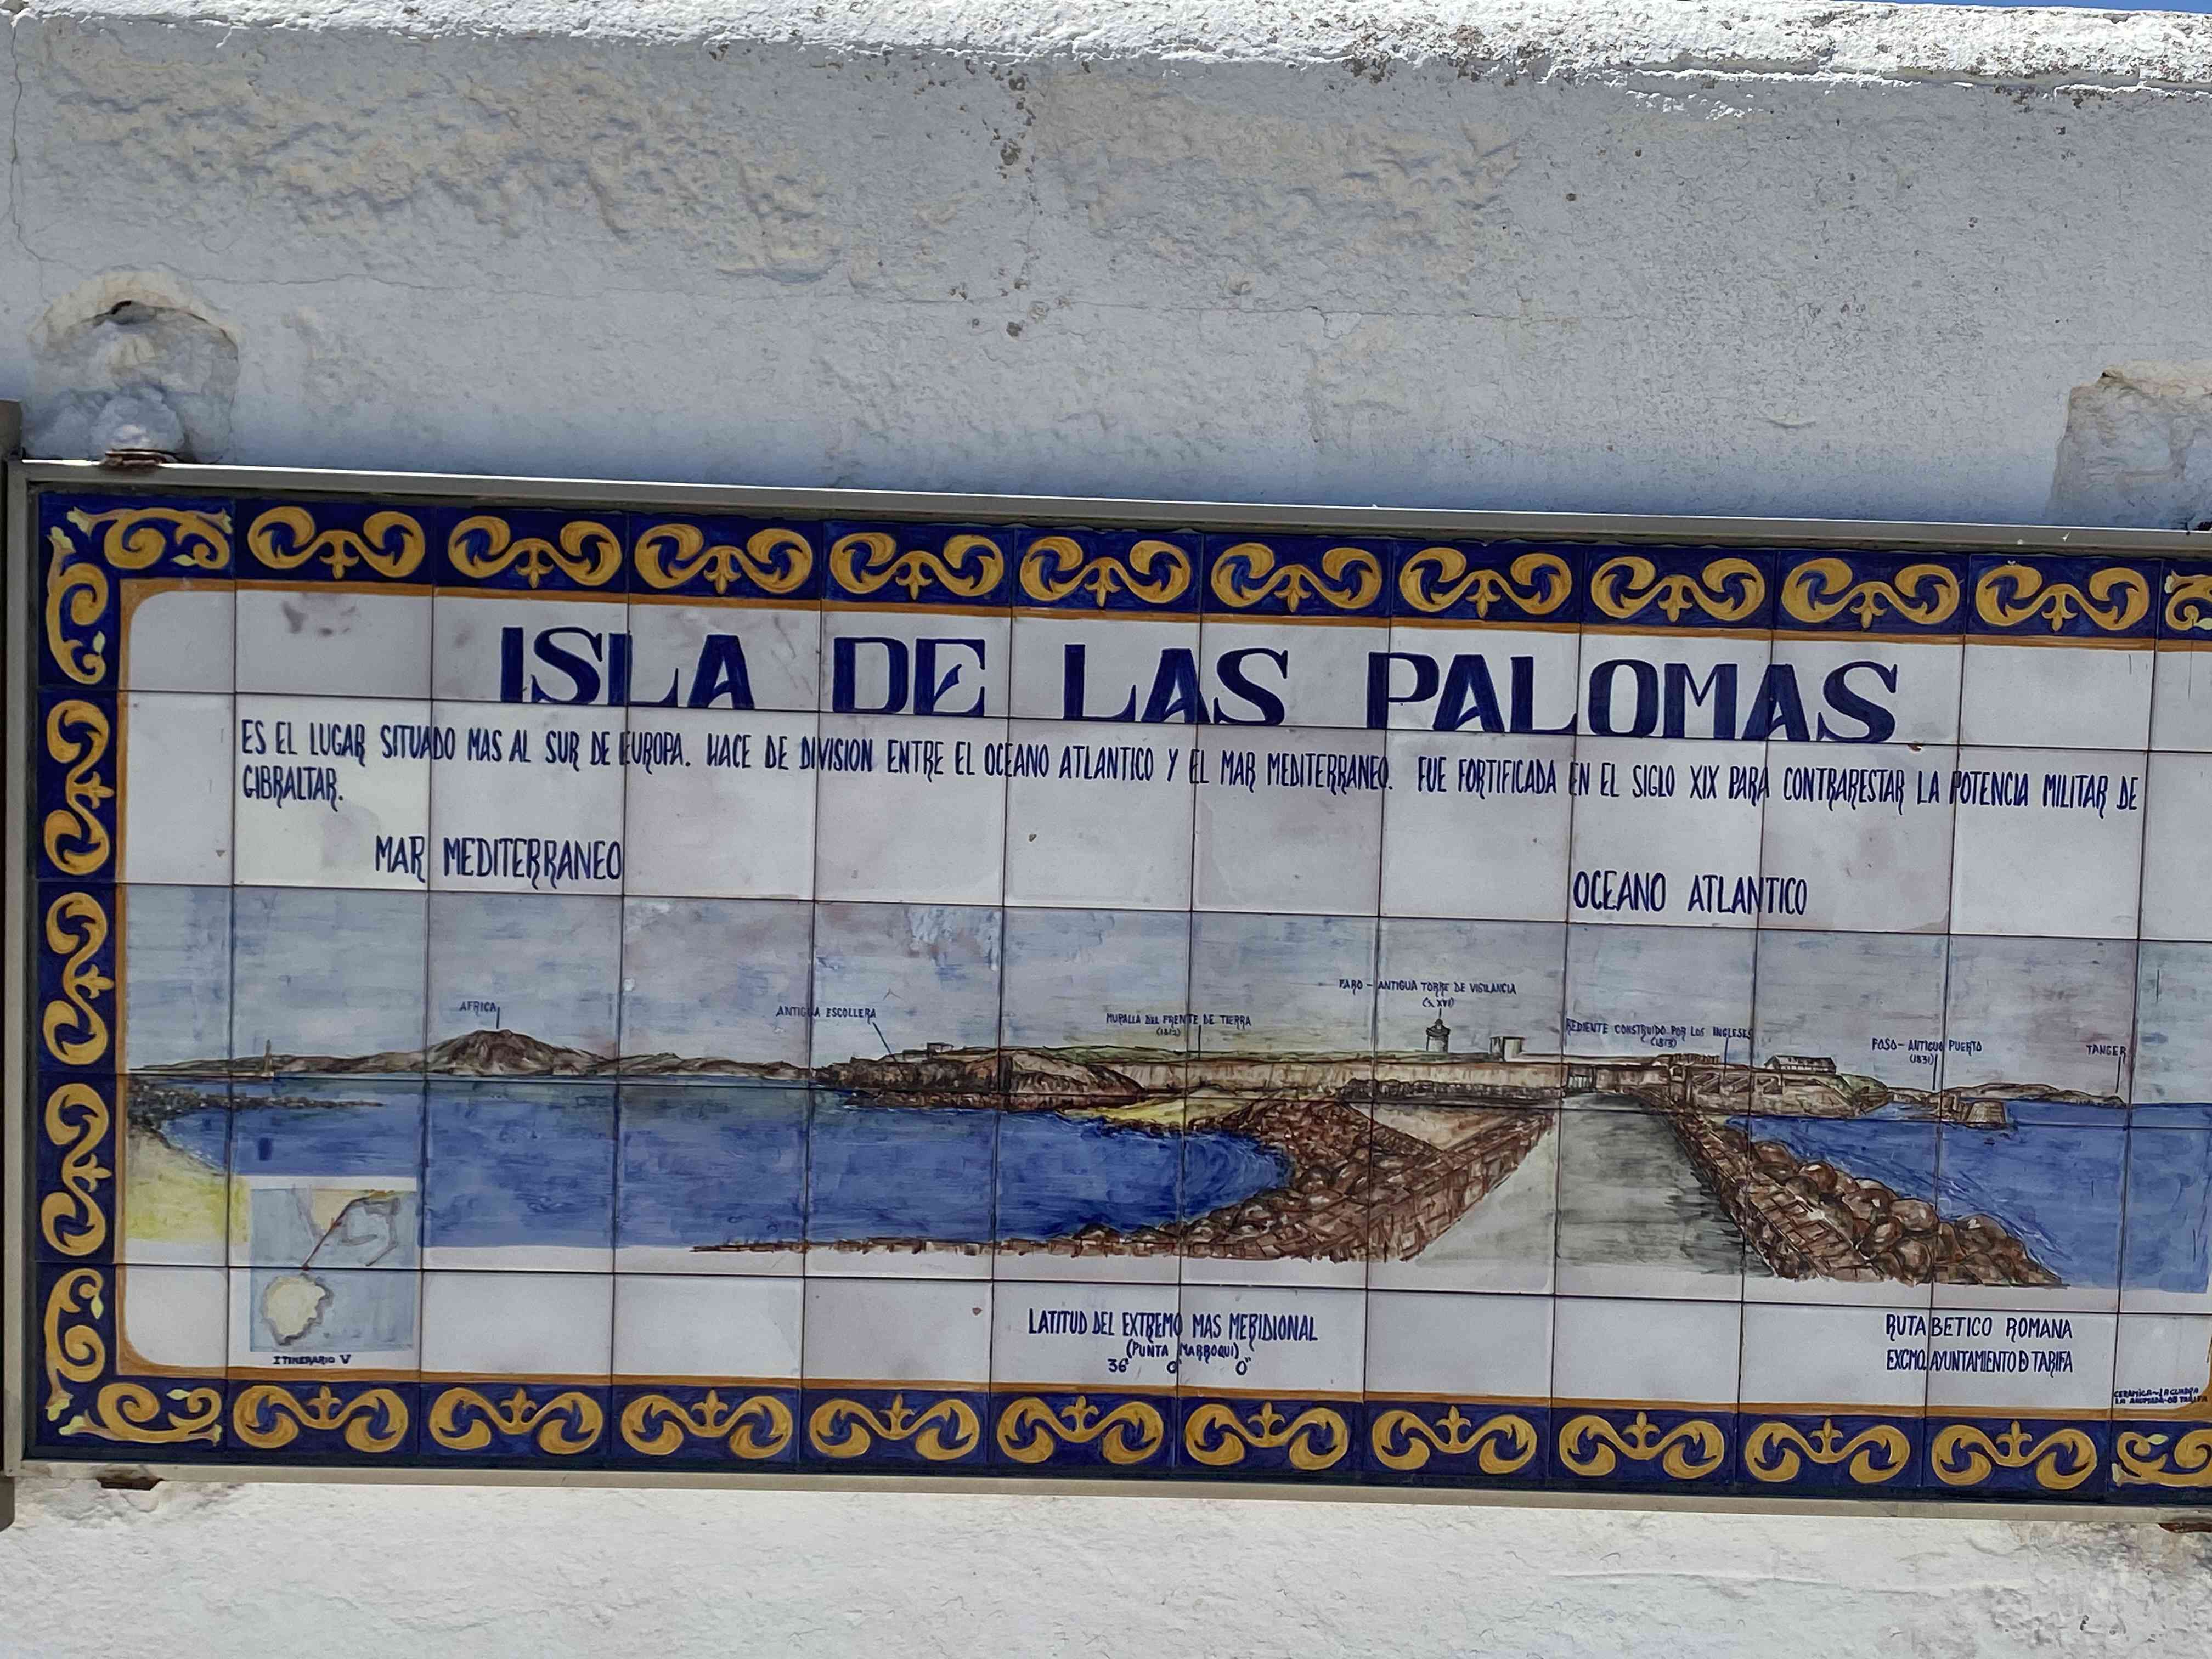 ISLA DE LAS PALOMAS
ES EL LUGAR SITUADO MAS AL SUR DE EUROPA. HACE DE DIVISION ENTRE EL OCEANO ATLANTICO Y EL MAR MEDITERRANEO. FUE FORTIFICADA EN EL SIGLO XIX PARA CONTRARESTAR LA POTENCIA MILITAR DE
GIBRALTAR.
MAR MEDITERRANEO
OCEANO ATLANTICO
AFRICA
ANTIGUA ESCOLLERA
MURALLA DEL FRENTE DE TIERRA
(1812)
FARO - ANTIGUA TORRE DE VIGILANCIA
(S. XVI)
REDIENTE CONSTRUIDO POR LOS INGLESES
(1813)
FOSO - ANTIGUO PUERTO
(1831)
TANGER
ITINERARIO V
LATITUD DEL EXTREMO MAS MERIDIONAL
(PUNTA MARROQUI)
36° 0' 0"
RUTA BETICO ROMANA
EXCMO. AYUNTAMIENTO D TARIFA
CERAMICA